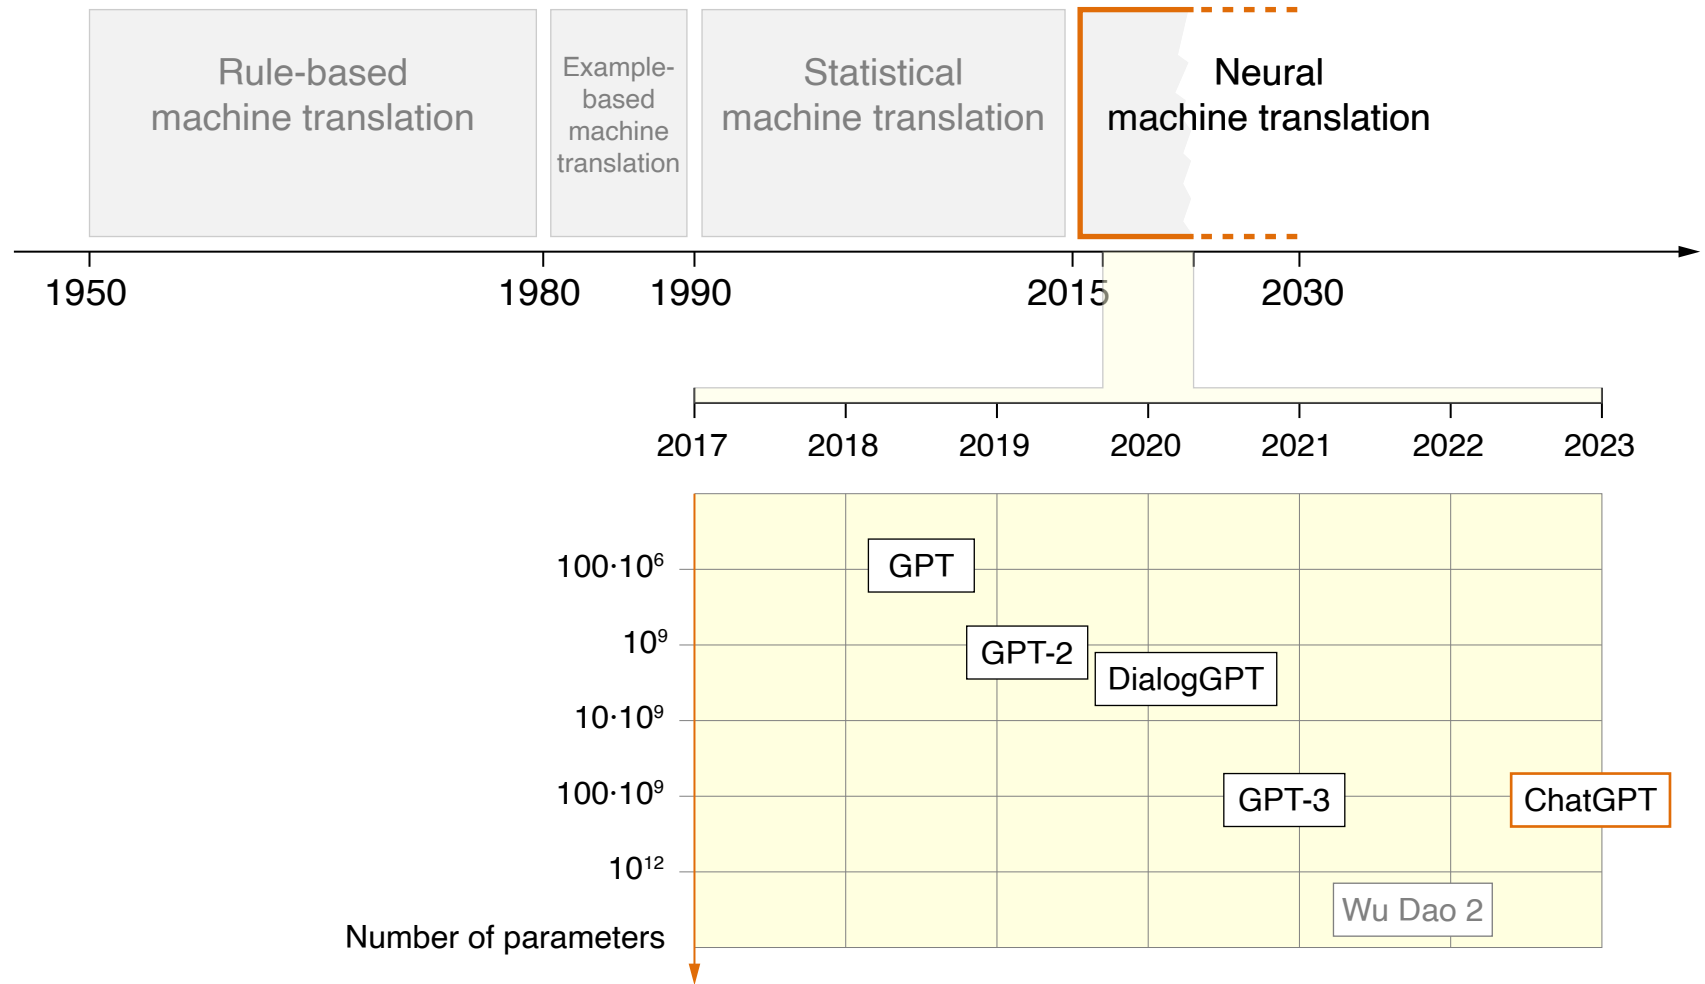 Rule-based
machine translation
Example-
based
machine
translation
Statistical
machine translation
Neural
machine translation
1950
1980
1990
2015
2030
2017
2018
2019
2020
2021
2022
2023
100·10⁶
GPT
10⁹
GPT-2
DialogGPT
10·10⁹
100·10⁹
GPT-3
ChatGPT
10¹²
Wu Dao 2
Number of parameters